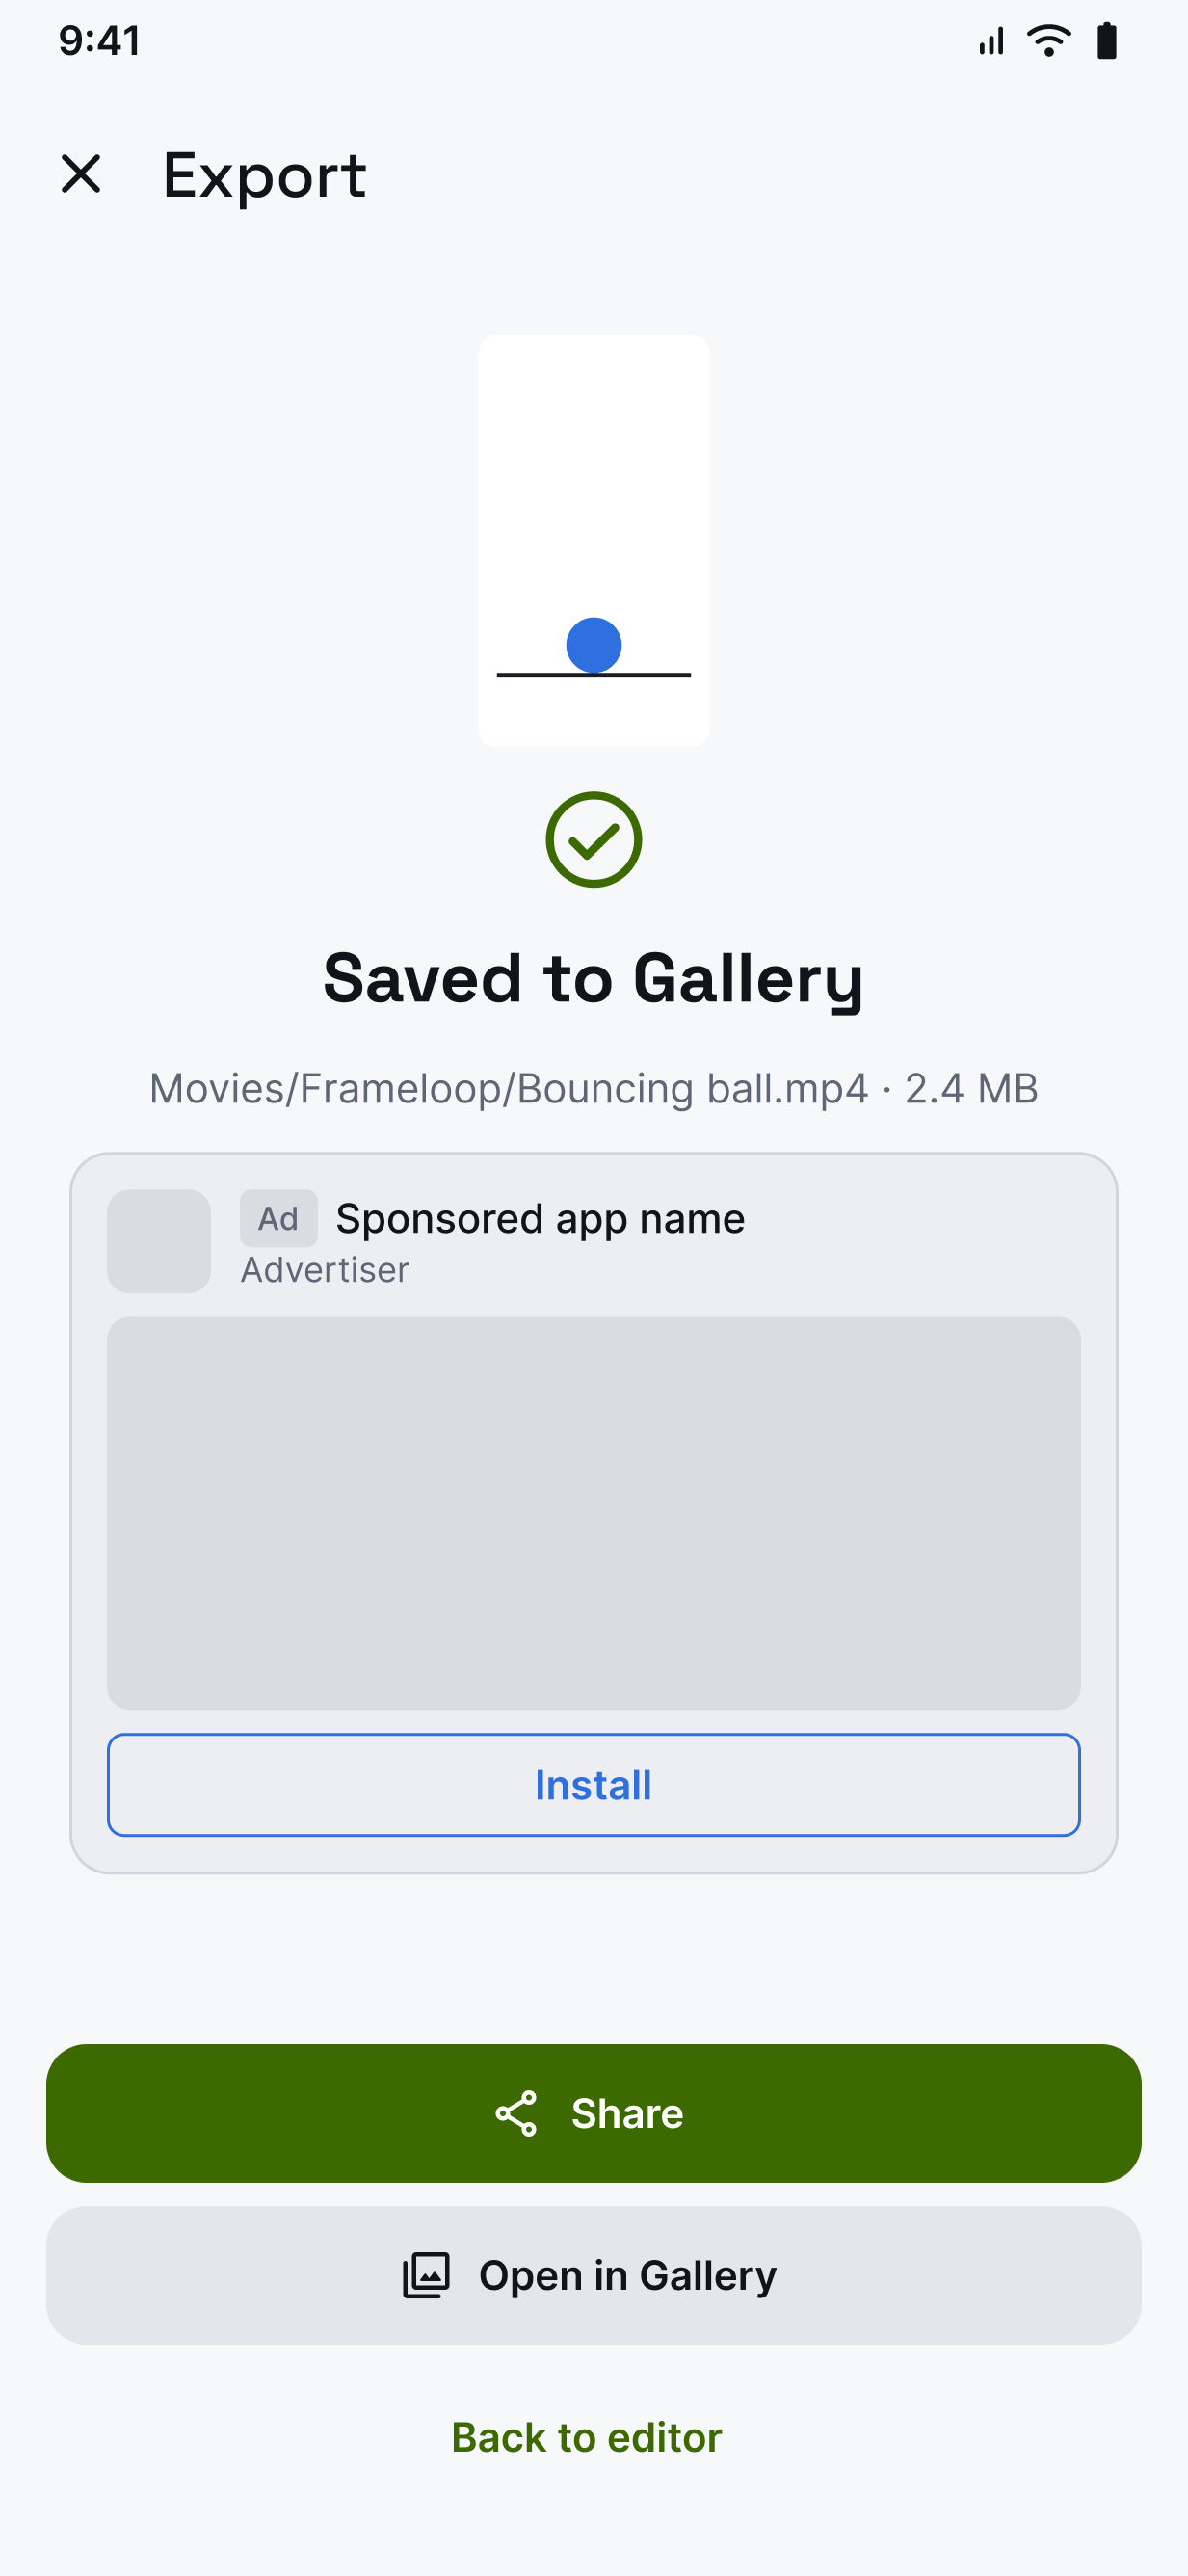 9:41
Export
Saved to Gallery
Movies/Frameloop/Bouncing ball.mp4 · 2.4 MB
Ad Sponsored app name
Advertiser
Install
Share
Open in Gallery
Back to editor